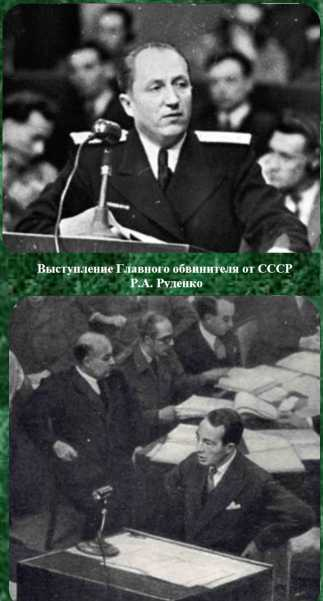 Выступление Главного обвинителя от СССР
Р.А. Руденко